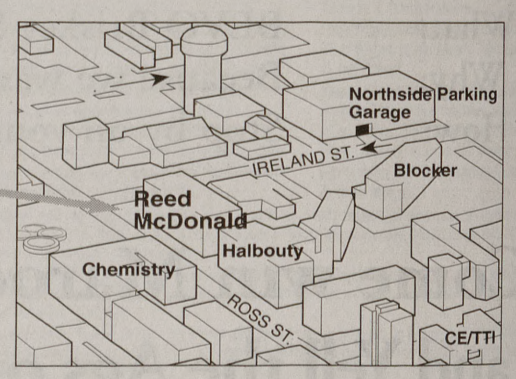 Northside Parking
Garage
IRELAND ST.
Blocker
Reed
McDonald
Halbouty
Chemistry
ROSS ST.
CE/TTI